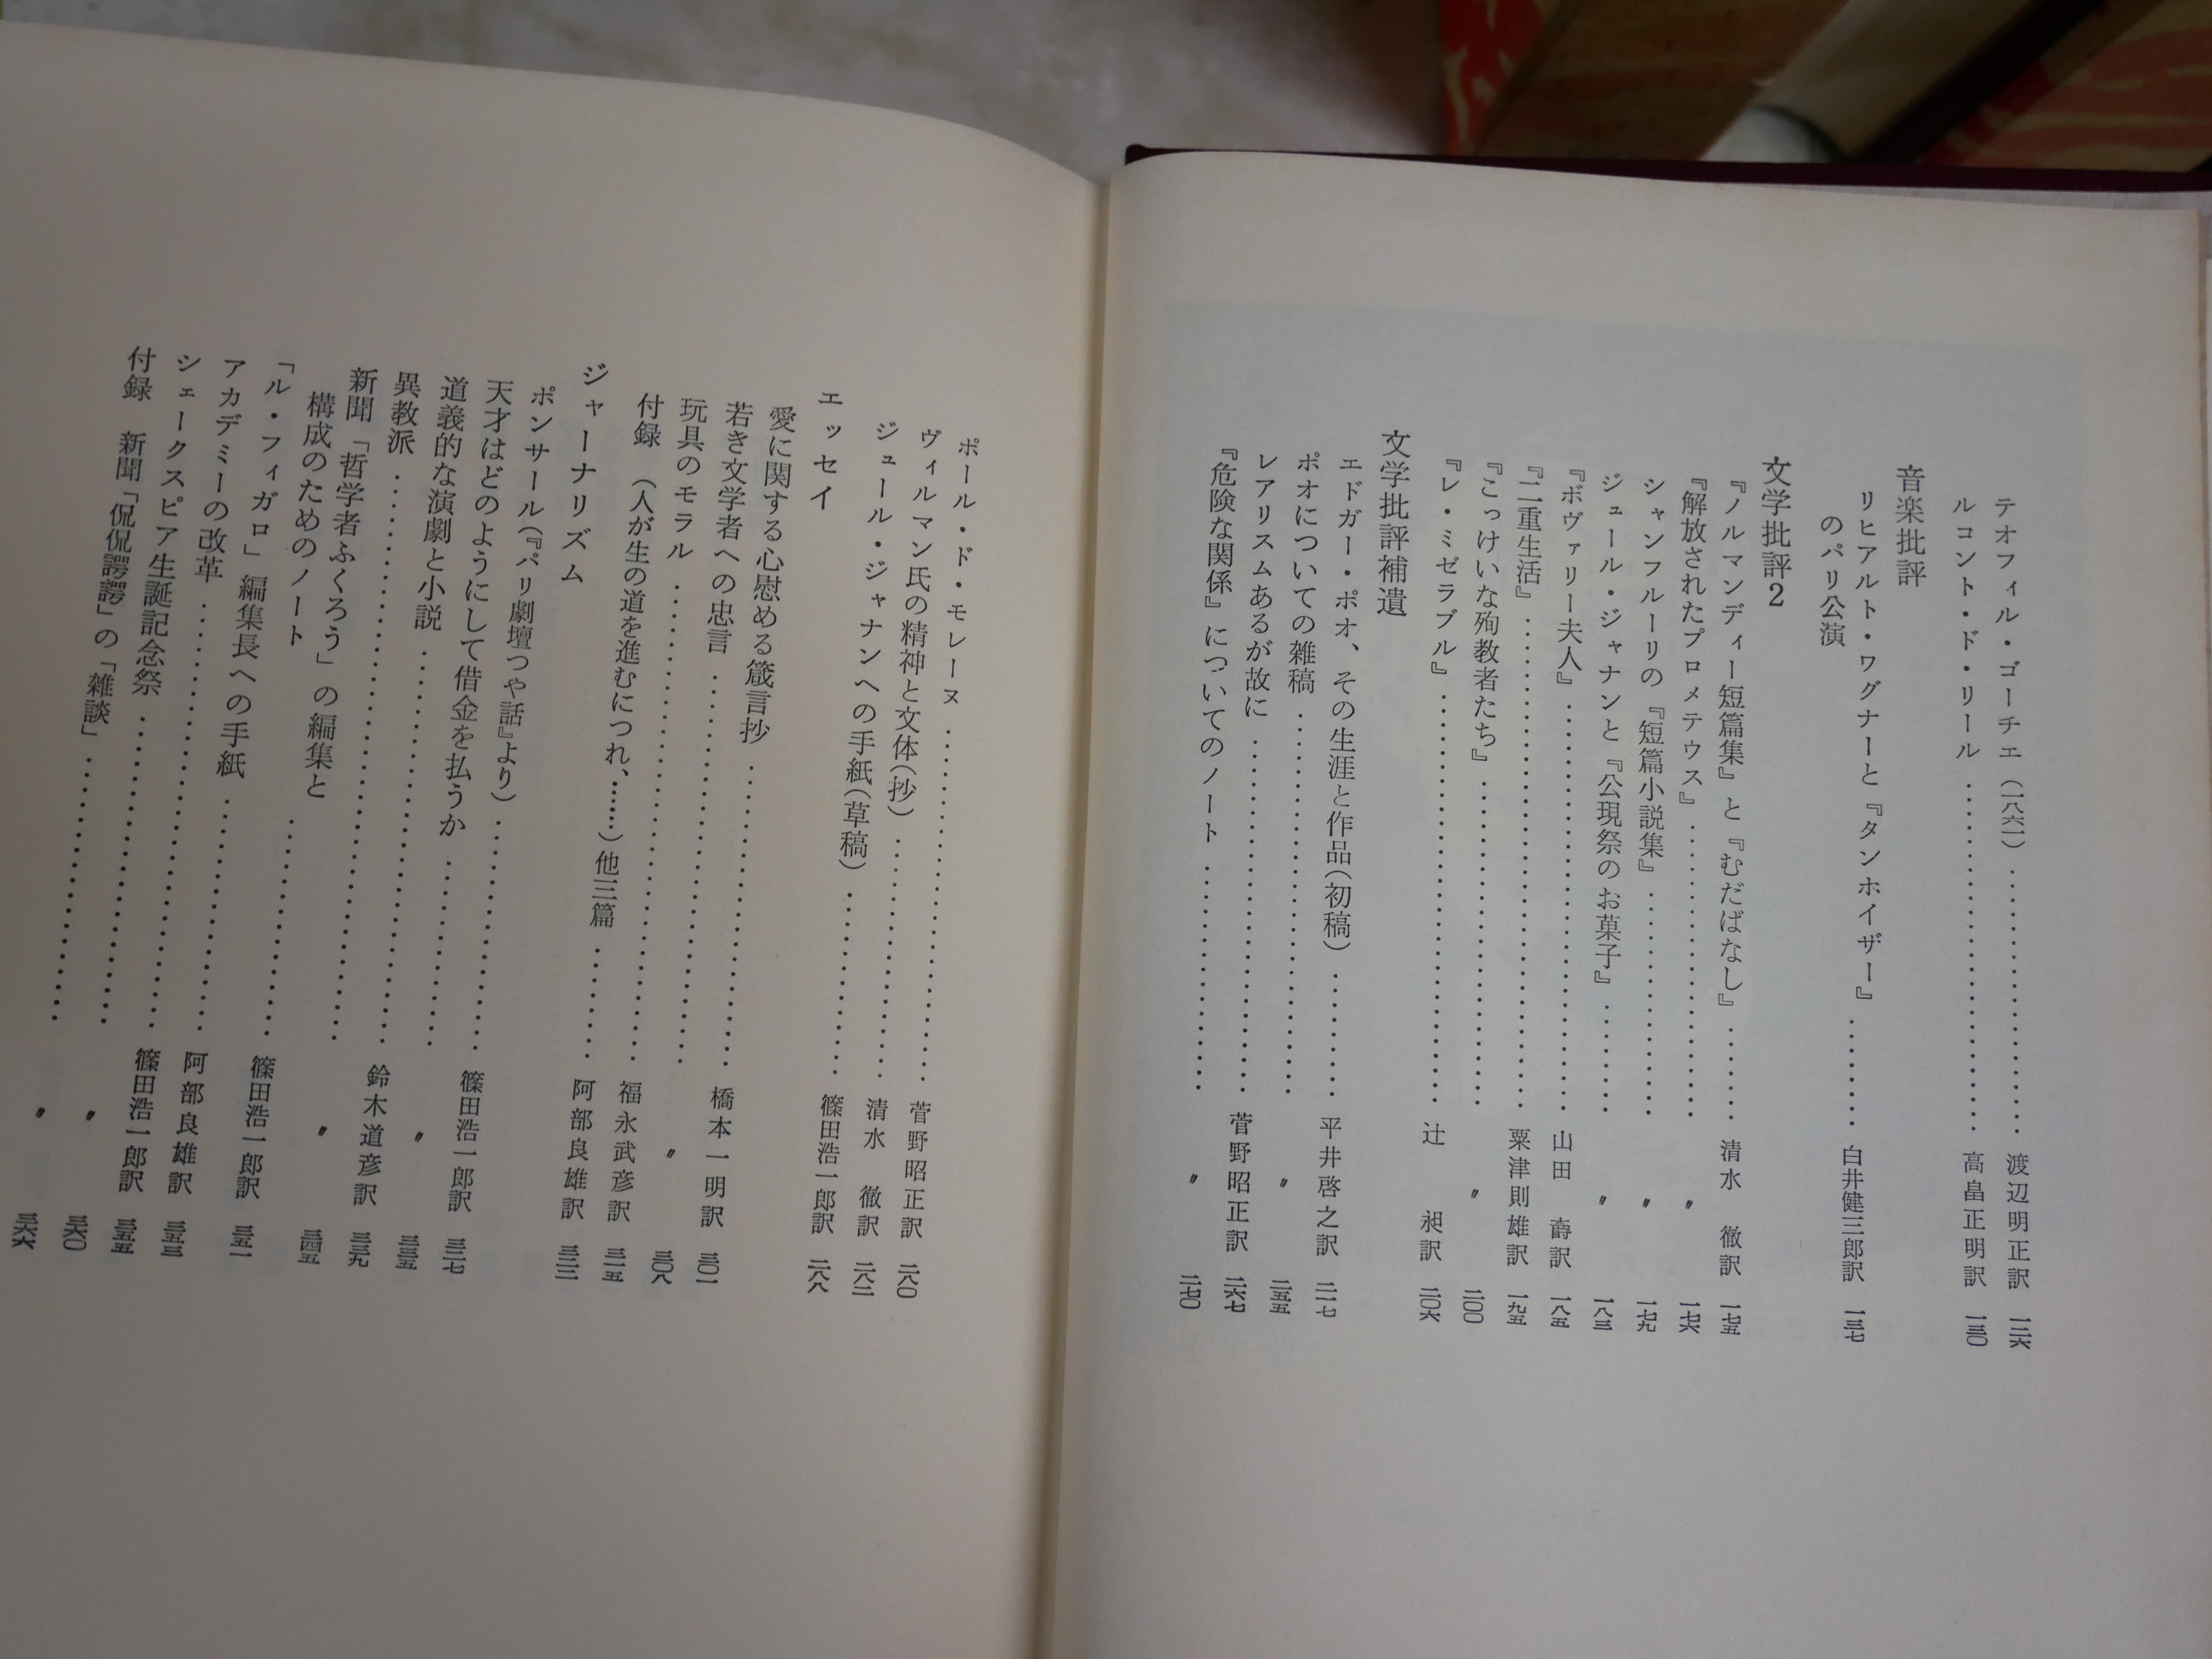 テオフィル・ゴーチエ（一八六一）……………………渡辺明正訳 一二六
ルコント・ド・リール……………………高畠正明訳 一三〇
音楽批評
リヒアルト・ワグナーと『タンホイザー』………白井健三郎訳 一三七
のパリ公演
文学批評2
『ノルマンディー短篇集』と『むだばなし』………清水　徹訳 一七五
『解放されたプロメテウス』……………………〃 一七六
シャンフルーリの『短篇小説集』……………………〃 一七九
ジュール・ジャナンと『公現祭のお菓子』………〃 一八三
『ボヴァリー夫人』……………………山田　𣝣訳 一八五
『二重生活』……………………粟津則雄訳 一九五
『こっけいな殉教者たち』……………………〃 二〇〇
『レ・ミゼラブル』……………………辻　　昶訳 二〇六
文学批評補遺
エドガー・ポオ、その生涯と作品（初稿）………平井啓之訳 二一七
ポオについての雑稿……………………〃 二五五
レアリスムあるが故に……………………菅野昭正訳 二六七
『危険な関係』についてのノート……………………〃 二七〇
ポール・ド・モレーヌ……………………菅野昭正訳 二八〇
ヴィルマン氏の精神と文体（抄）……………………清水　徹訳 二八二
ジュール・ジャナンへの手紙（草稿）……………………篠田浩一郎訳 二八八
エッセイ
愛に関する心慰める箴言抄……………………橋本一明訳 三〇一
若き文学者への忠言……………………〃 三〇八
玩具のモラル……………………福永武彦訳 三一五
付録　（人が生の道を進むにつれ、……）他三篇………阿部良雄訳 三二二
ジャーナリズム
ポンサール（『パリ劇壇つや話』より）……………………篠田浩一郎訳 三二七
天才はどのようにして借金を払うか……………………〃 三三五
道義的な演劇と小説……………………鈴木道彦訳 三三九
異教派……………………〃 三四五
新聞「哲学者ふくろう」の編集と
構成のためのノート……………………篠田浩一郎訳 三五一
「ル・フィガロ」編集長への手紙……………………阿部良雄訳 三五三
アカデミーの改革……………………篠田浩一郎訳 三五五
シェークスピア生誕記念祭……………………〃 三六〇
付録　新聞「侃侃諤諤」の「雑談」……………………〃 三六六